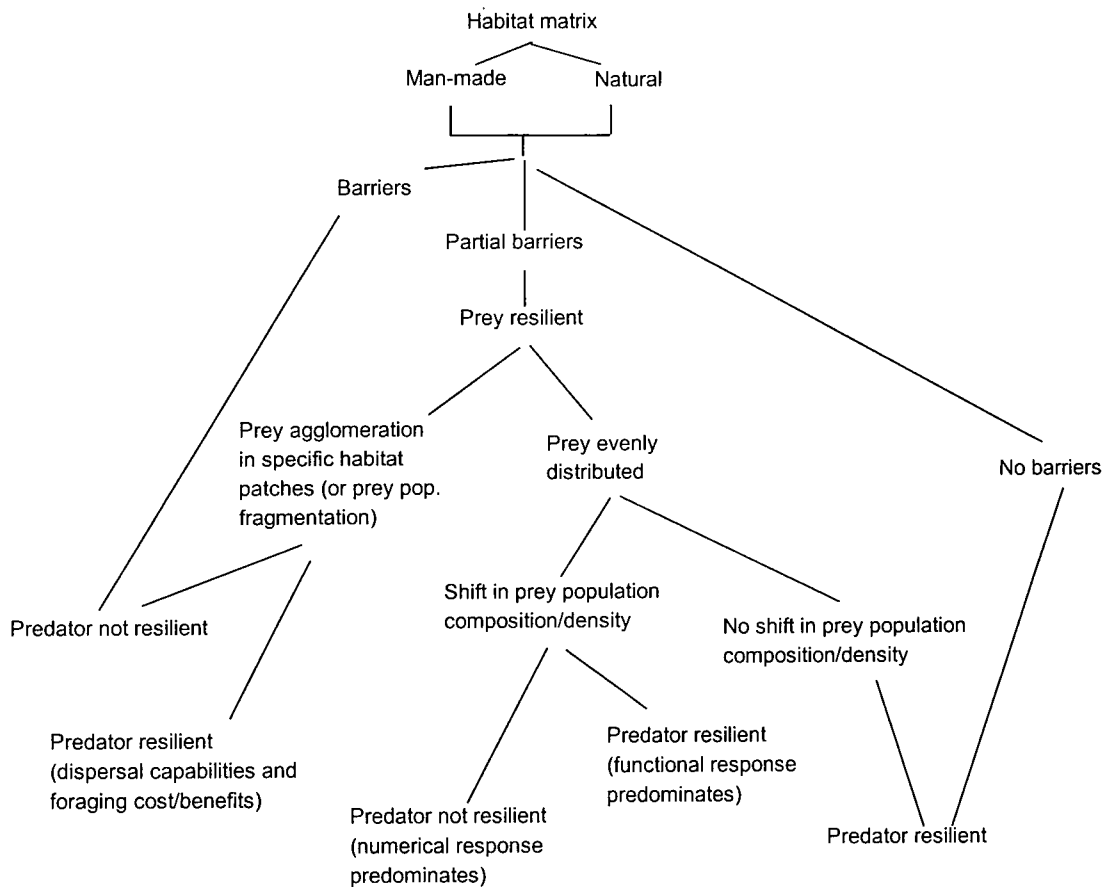 Habitat matrix
Man-made
Natural
Barriers
Partial barriers
Prey resilient
Prey agglomeration
in specific habitat
patches (or prey pop.
fragmentation)
Prey evenly
distributed
No barriers
Predator not resilient
Shift in prey population
composition/density
No shift in prey population
composition/density
Predator resilient
(dispersal capabilities and
foraging cost/benefits)
Predator not resilient
(numerical response
predominates)
Predator resilient
(functional response
predominates)
Predator resilient